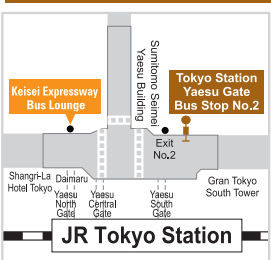 Keisei Expressway
Bus Lounge
Sumitomo Seimei
Yaesu Building
Tokyo Station
Yaesu Gate
Bus Stop No.2
Exit
No.2
Shangri-La
Hotel Tokyo
Daimaru
Yaesu
North
Gate
Yaesu
Central
Gate
Yaesu
South
Gate
Gran Tokyo
South Tower
JR Tokyo Station